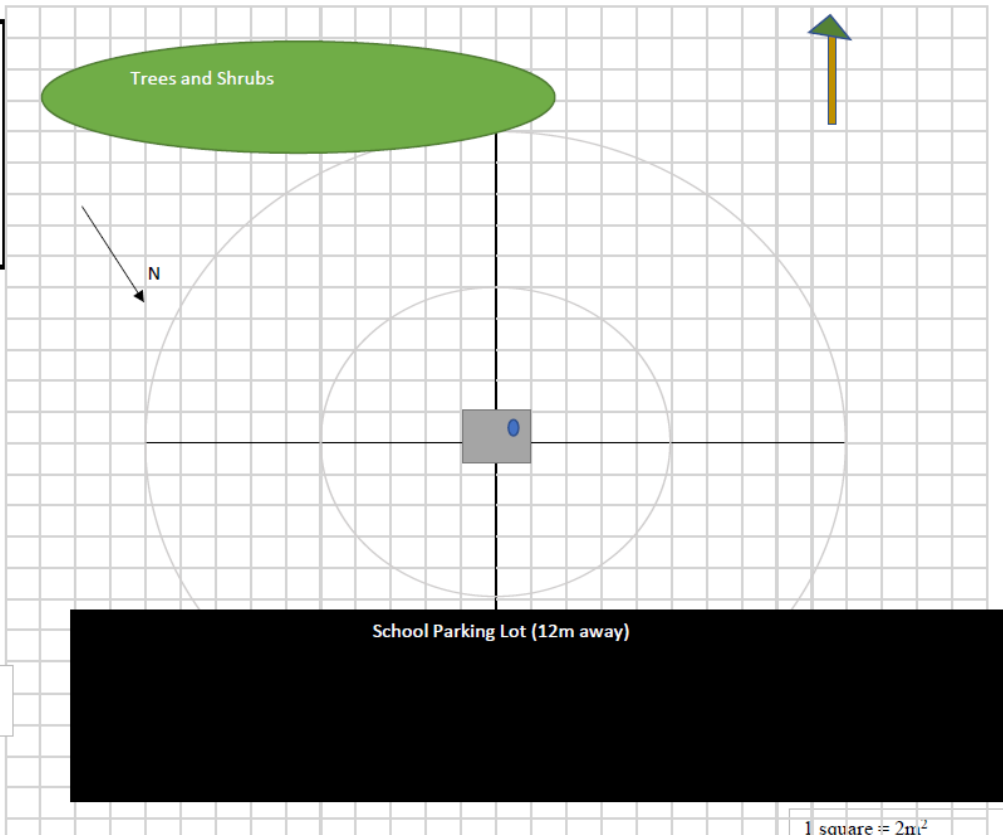 Trees and Shrubs
N
School Parking Lot (12m away)
1 square = 2m²